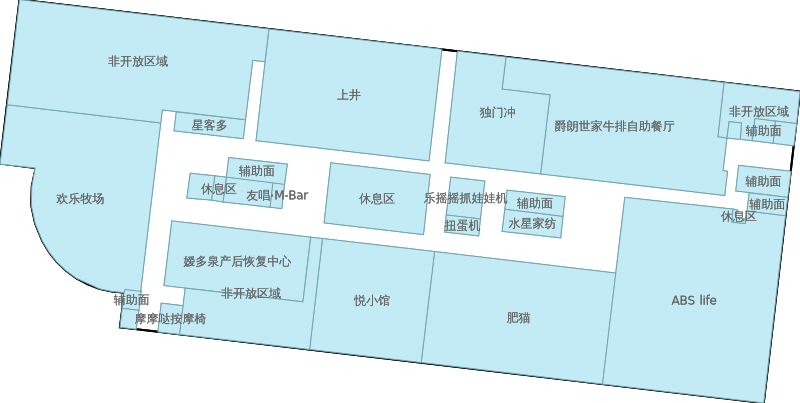 非开放区域
上井
独门冲
爵朗世家牛排自助餐厅
非开放区域
辅助面
星客多
辅助面
休息区
友唱·M-Bar
欢乐牧场
休息区
乐摇摇抓娃娃机
扭蛋机
辅助面
水星家纺
辅助面
辅助面
休息区
嫒多泉产后恢复中心
非开放区域
辅助面
摩摩哒按摩椅
悦小馆
肥猫
ABS life